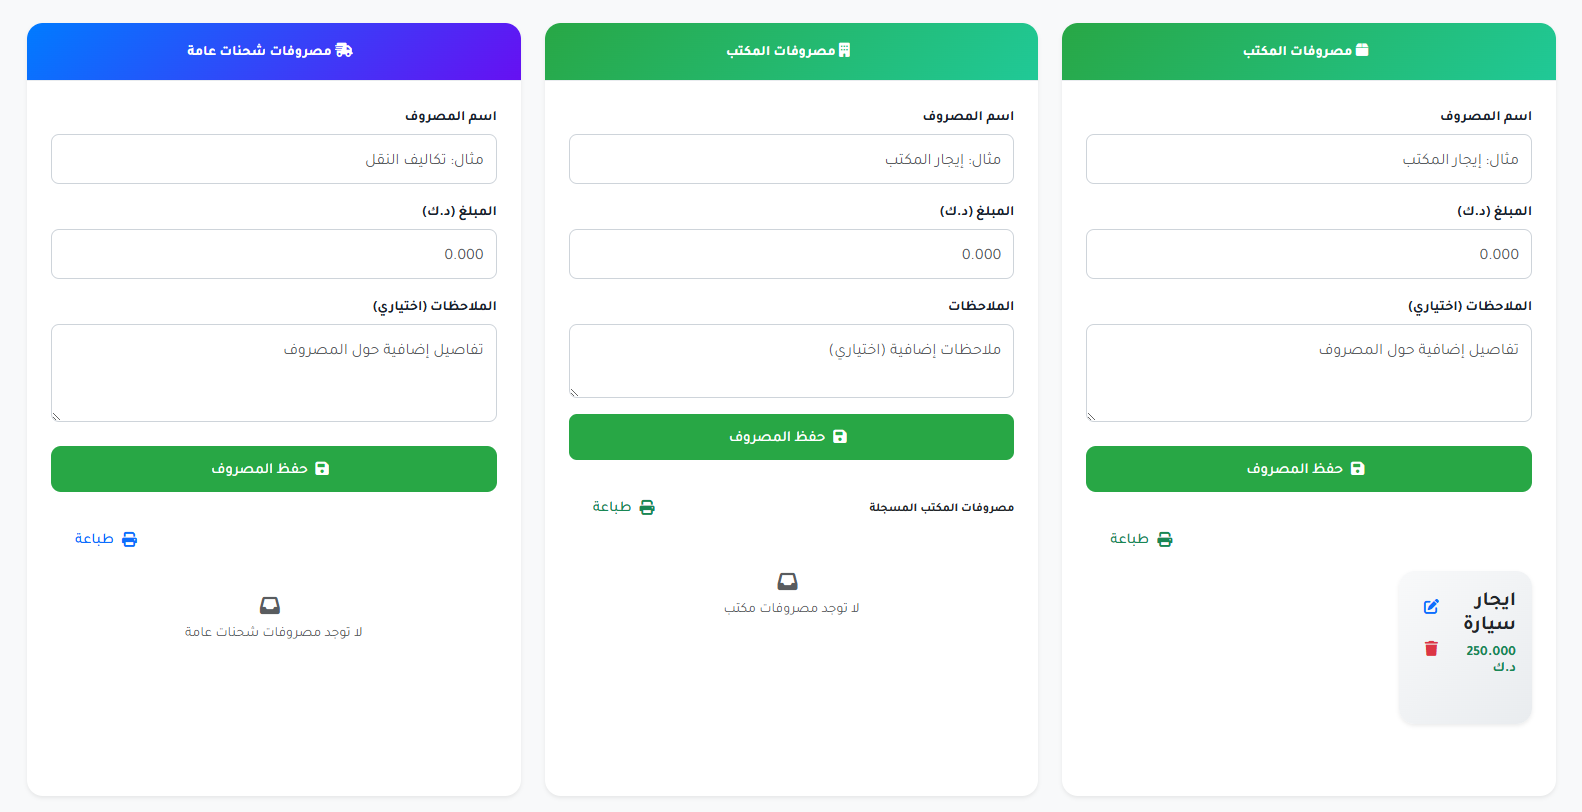 مصروفات المكتب
اسم المصروف
مثال: إيجار المكتب
المبلغ (د.ك)
0.000
الملاحظات (اختياري)
تفاصيل إضافية حول المصروف
حفظ المصروف
طباعة
ايجار
سيارة
250.000
د.ك
مصروفات المكتب
اسم المصروف
مثال: إيجار المكتب
المبلغ (د.ك)
0.000
الملاحظات
ملاحظات إضافية (اختياري)
حفظ المصروف
مصروفات المكتب المسجلة
طباعة
لا توجد مصروفات مكتب
مصروفات شحنات عامة
اسم المصروف
مثال: تكاليف النقل
المبلغ (د.ك)
0.000
الملاحظات (اختياري)
تفاصيل إضافية حول المصروف
حفظ المصروف
طباعة
لا توجد مصروفات شحنات عامة